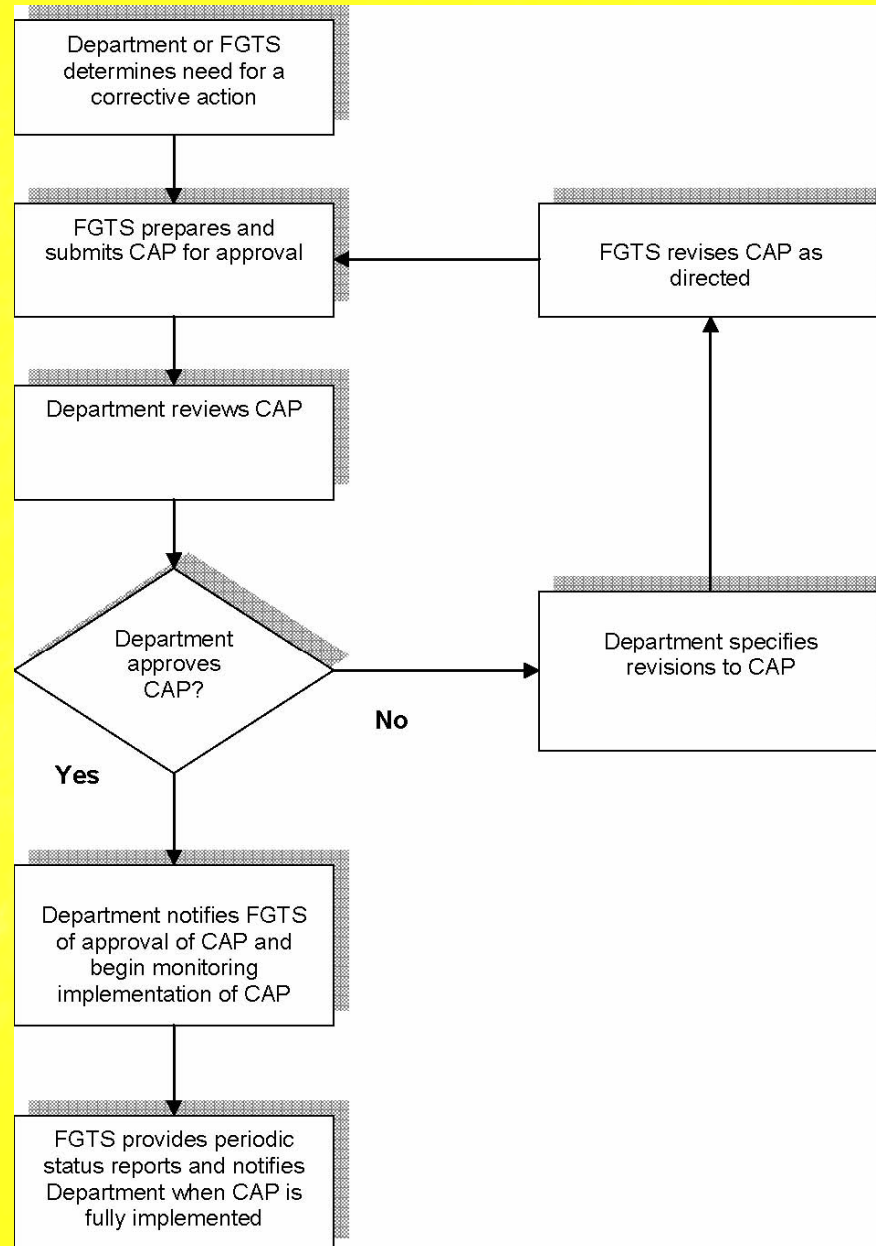 Department or FGTS
determines need for a
corrective action
FGTS prepares and
submits CAP for approval
FGTS revises CAP as
directed
Department reviews CAP
Department
approves
CAP?
No
Yes
Department specifies
revisions to CAP
Department notifies FGTS
of approval of CAP and
begin monitoring
implementation of CAP
FGTS provides periodic
status reports and notifies
Department when CAP is
fully implemented